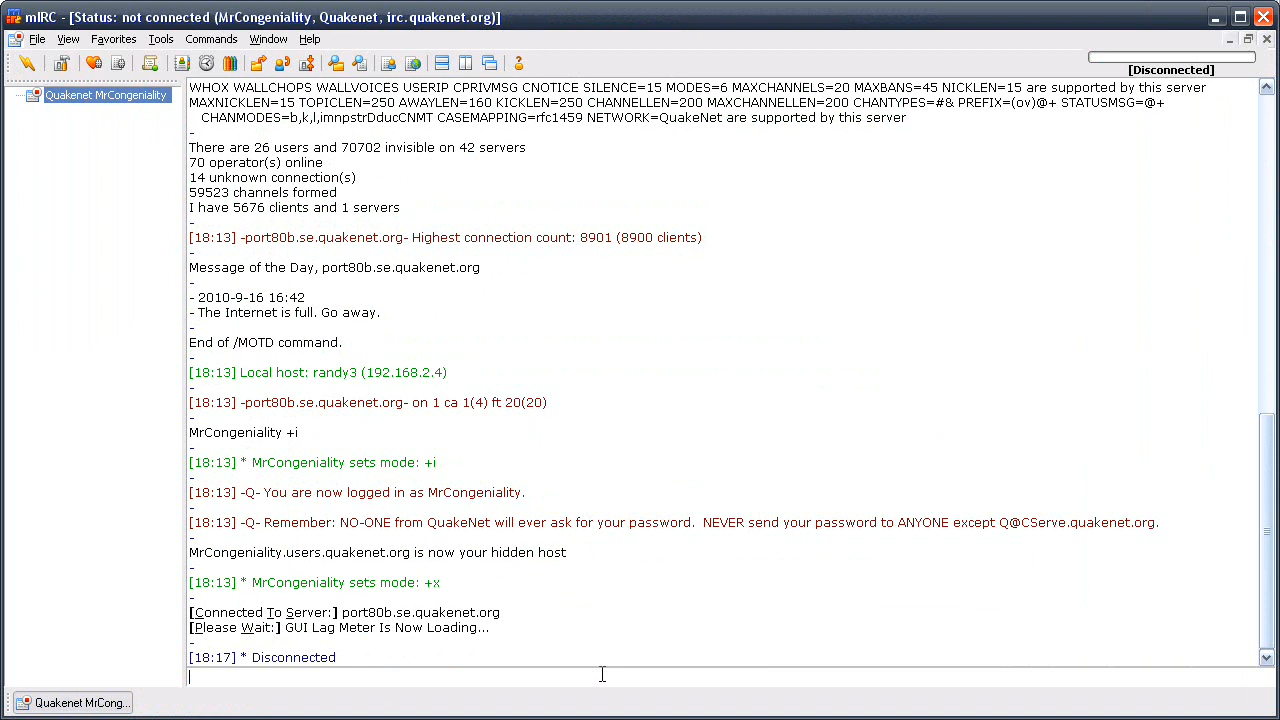 mIRC - [Status: not connected (MrCongeniality, Quakenet, irc.quakenet.org)]
File View Favorites Tools Commands Window Help
[Disconnected]
Quakenet MrCongeniality
WHOX WALLCHOPS WALLVOICES USERIP CPRIVMSG CNOTICE SILENCE=15 MODES=6 MAXCHANNELS=20 MAXBANS=45 NICKLEN=15 are supported by this server
MAXNICKLEN=15 TOPICLEN=250 AWAYLEN=160 KICKLEN=250 CHANNELLEN=200 MAXCHANNELLEN=200 CHANTYPES=#& PREFIX=(ov)@+ STATUSMSG=@+
CHANMODES=b,k,l,imnpstrDducCNMT CASEMAPPING=rfc1459 NETWORK=QuakeNet are supported by this server
-
There are 26 users and 70702 invisible on 42 servers
70 operator(s) online
14 unknown connection(s)
59523 channels formed
I have 5676 clients and 1 servers
-
[18:13] -port80b.se.quakenet.org- Highest connection count: 8901 (8900 clients)
-
Message of the Day, port80b.se.quakenet.org
-
- 2010-9-16 16:42
- The Internet is full. Go away.
-
End of /MOTD command.
-
[18:13] Local host: randy3 (192.168.2.4)
-
[18:13] -port80b.se.quakenet.org- on 1 ca 1(4) ft 20(20)
-
MrCongeniality +i
-
[18:13] * MrCongeniality sets mode: +i
-
[18:13] -Q- You are now logged in as MrCongeniality.
-
[18:13] -Q- Remember: NO-ONE from QuakeNet will ever ask for your password.  NEVER send your password to ANYONE except Q@CServe.quakenet.org.
-
MrCongeniality.users.quakenet.org is now your hidden host
-
[18:13] * MrCongeniality sets mode: +x
-
[Connected To Server:] port80b.se.quakenet.org
[Please Wait:] GUI Lag Meter Is Now Loading...
-
[18:17] * Disconnected
Quakenet MrCong...